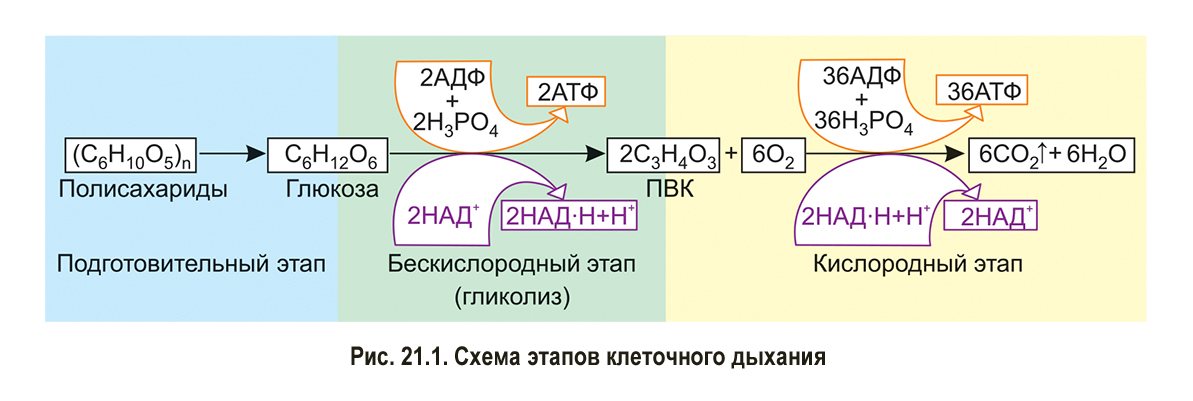 2АДФ
+
2H₃PO₄
2АТФ
36АДФ
+
36H₃PO₄
36АТФ
(C₆H₁₀O₅)ₙ
C₆H₁₂O₆
2C₃H₄O₃ + 6O₂
6CO₂↑+ 6H₂O
Полисахариды
Глюкоза
ПВК
2НАД⁺
2НАД·Н+Н⁺
2НАД·Н+Н⁺
2НАД⁺
Подготовительный этап
Бескислородный этап
(гликолиз)
Кислородный этап
Рис. 21.1. Схема этапов клеточного дыхания